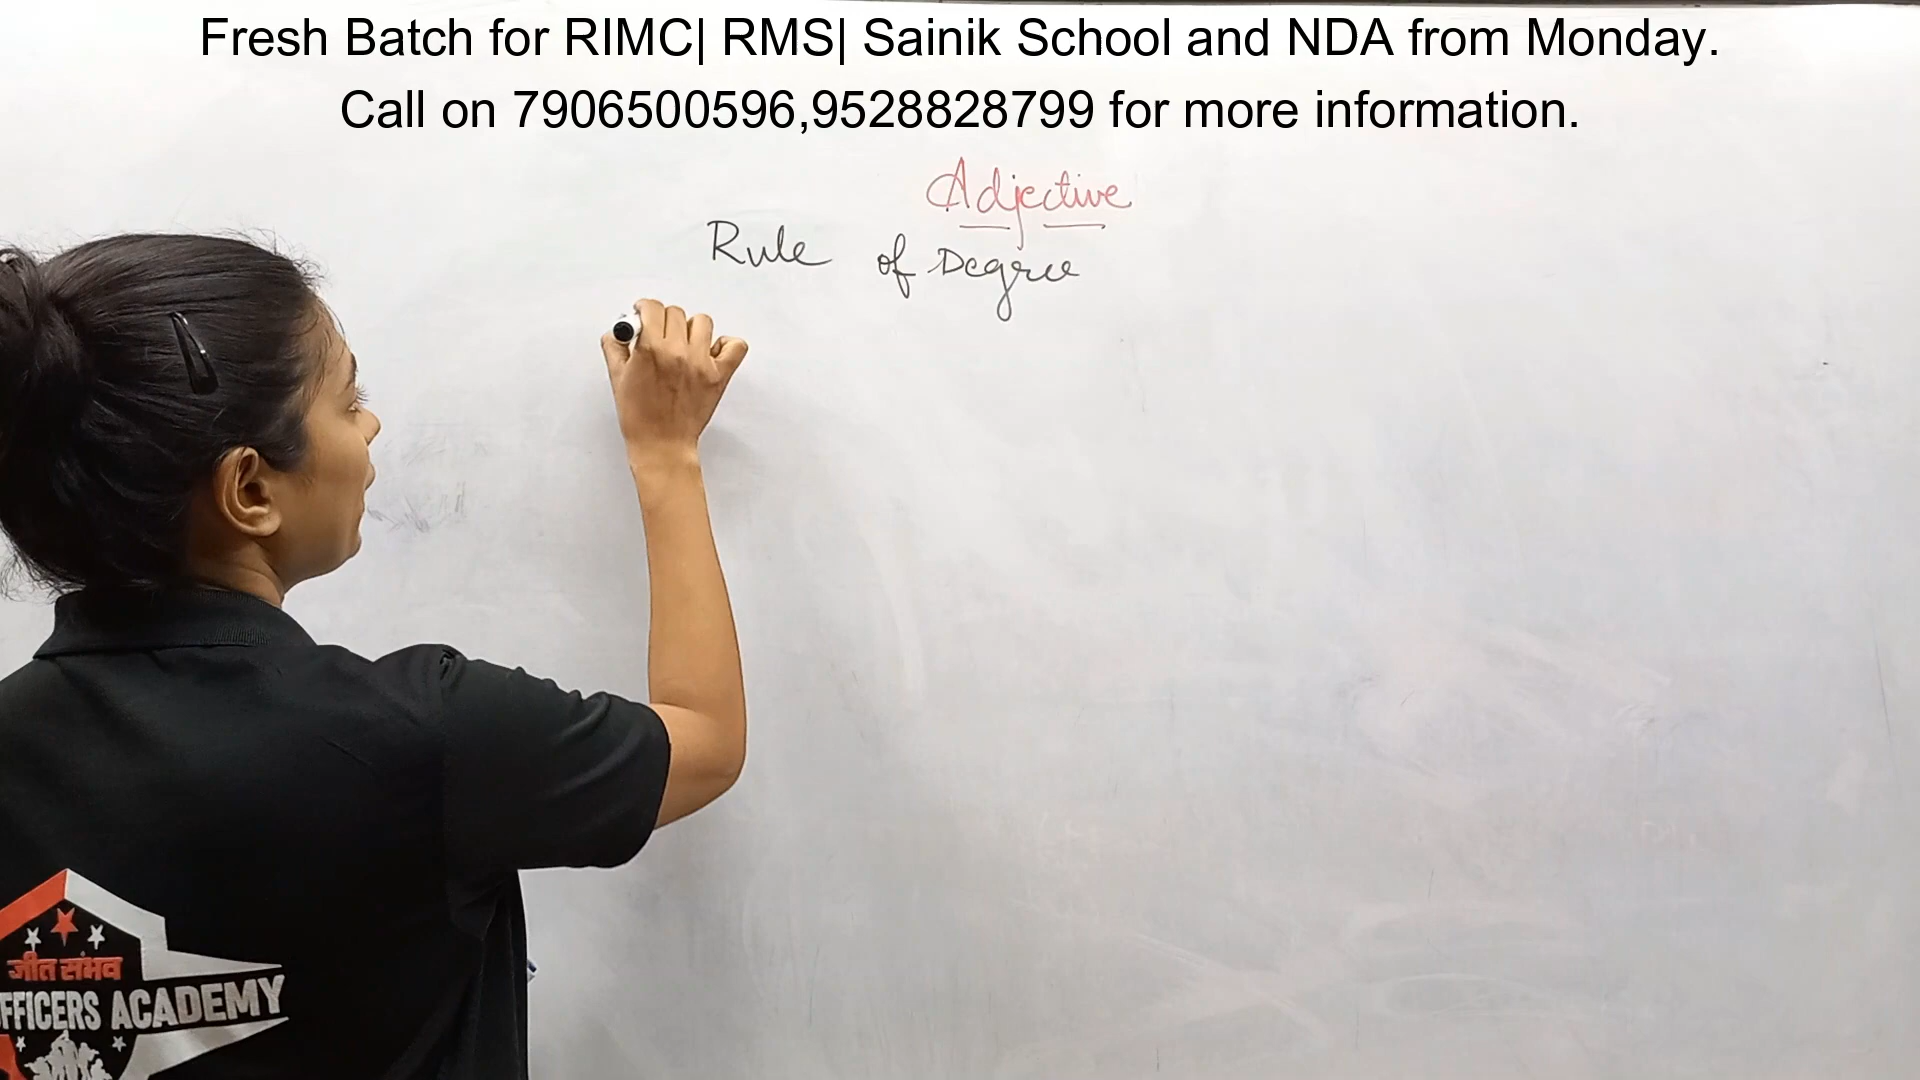 Fresh Batch for RIMC| RMS| Sainik School and NDA from Monday.
Call on 7906500596,9528828799 for more information.
Adjective
Rule of Degree
जीत संभव
FFICERS ACADEMY